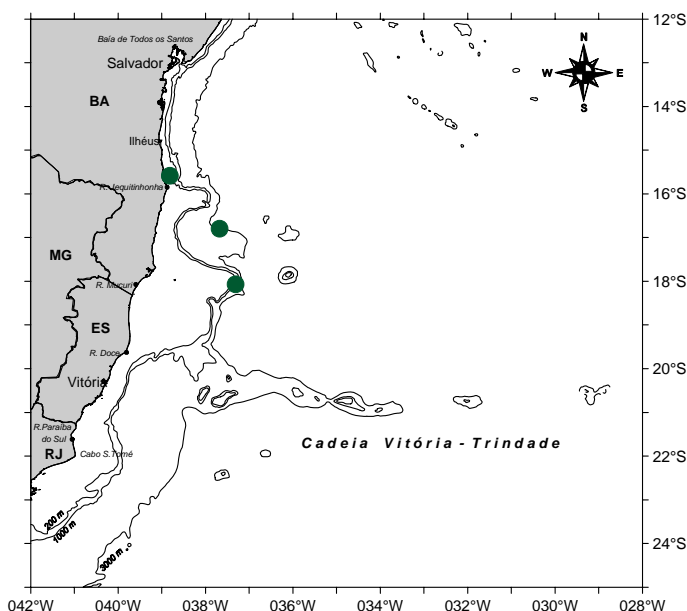 12°S
Baía de Todos os Santos
Salvador
N
W
E
S
BA
14°S
Ilhéus
R. Jequitinhonha
16°S
MG
R. Mucuri
18°S
ES
R. Doce
20°S
Vitória
R.Paraíba
do Sul
RJ
Cabo S.Tomé
Cadeia Vitória - Trindade
22°S
200 m
1000 m
3000 m
24°S
042°W
040°W
038°W
036°W
034°W
032°W
030°W
028°W